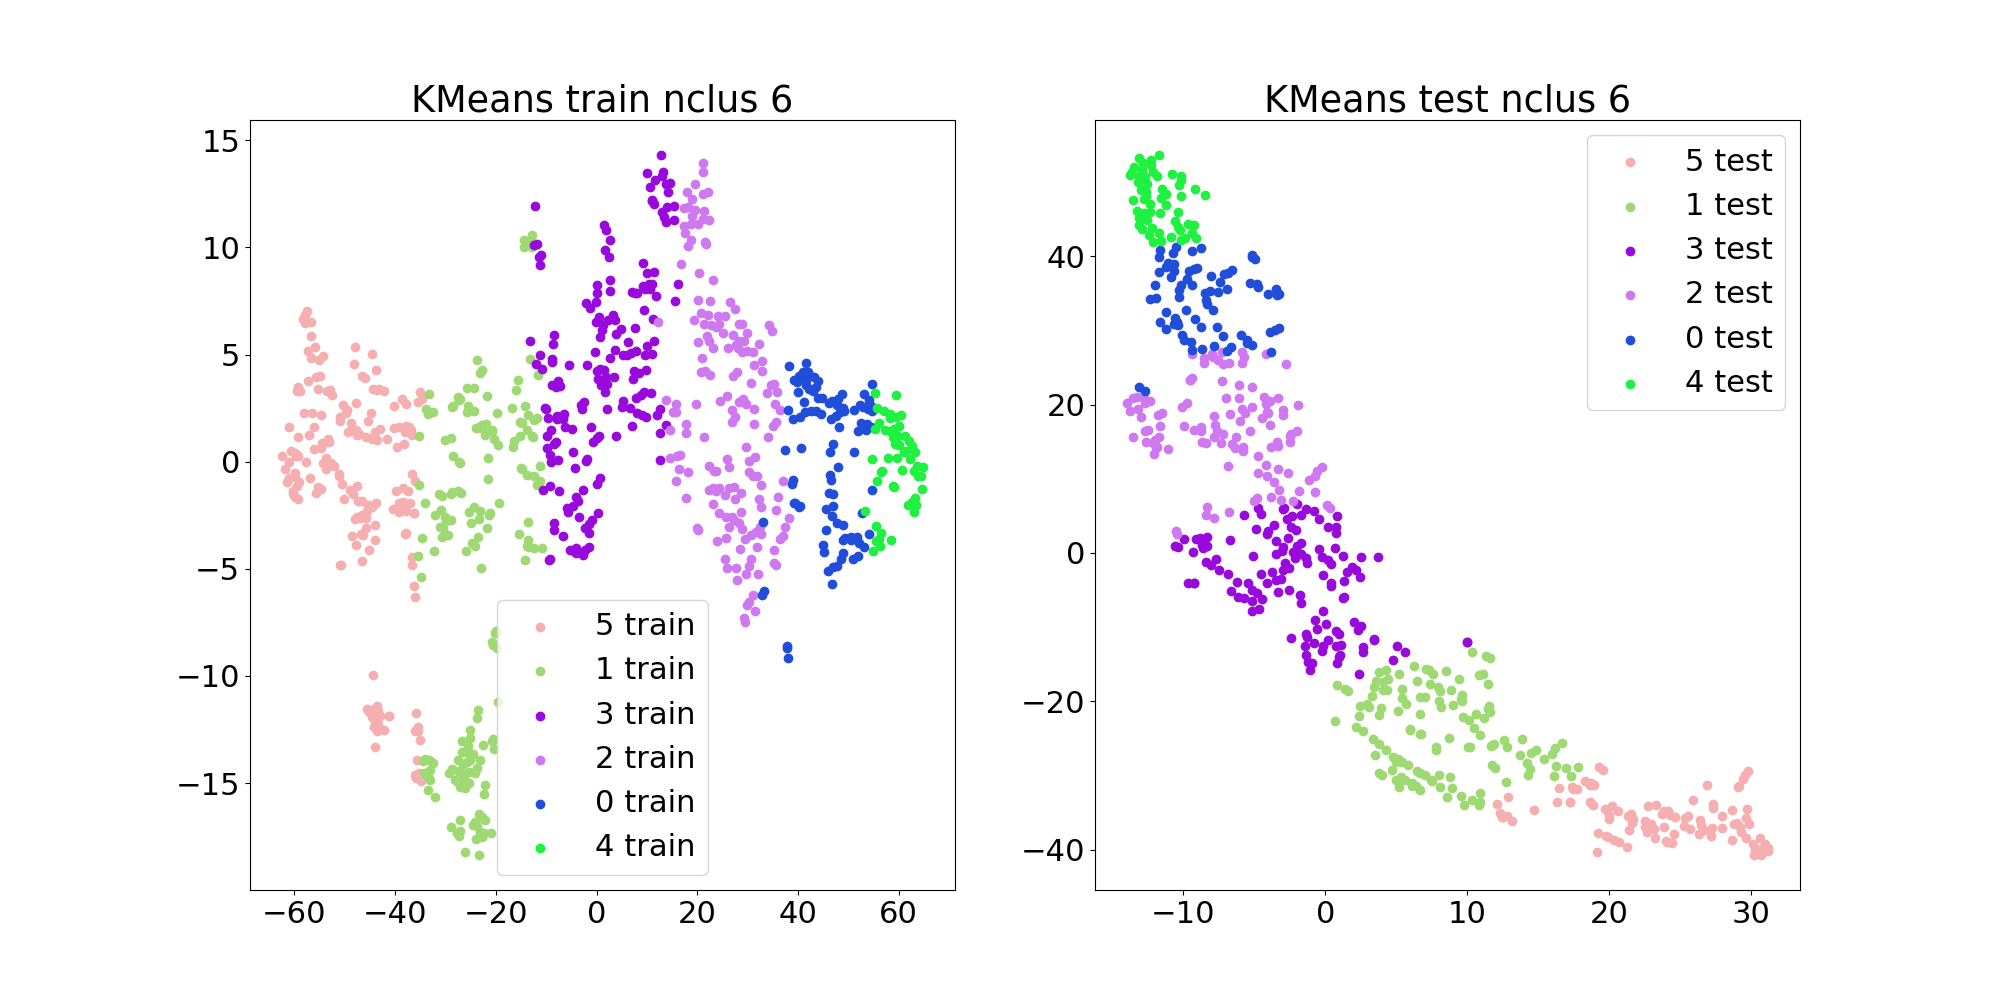 KMeans train nclus 6
15
10
5
0
−5
−10
−15
−60 −40 −20 0 20 40 60
5 train
1 train
3 train
2 train
0 train
4 train
KMeans test nclus 6
40
20
0
−20
−40
−10 0 10 20 30
5 test
1 test
3 test
2 test
0 test
4 test